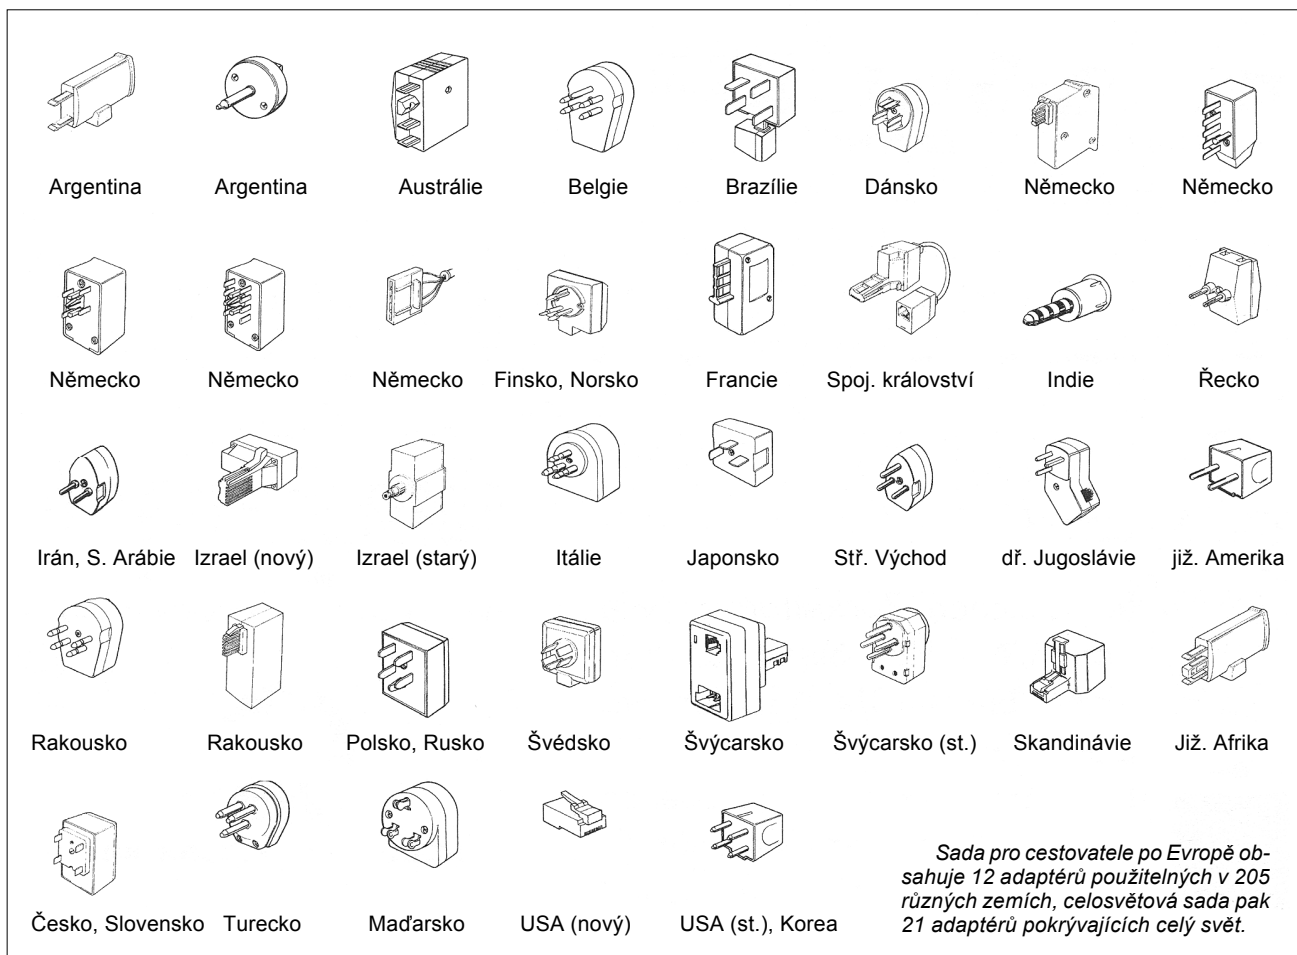 Argentina Argentina Austrálie Belgie Brazílie Dánsko Německo Německo
Německo Německo Německo Finsko, Norsko Francie Spoj. království Indie Řecko
Irán, S. Arábie Izrael (nový) Izrael (starý) Itálie Japonsko Stř. Východ dř. Jugoslávie již. Amerika
Rakousko Rakousko Polsko, Rusko Švédsko Švýcarsko Švýcarsko (st.) Skandinávie Již. Afrika
Česko, Slovensko Turecko Maďarsko USA (nový) USA (st.), Korea
Sada pro cestovatele po Evropě ob-
sahuje 12 adaptérů použitelných v 205
různých zemích, celosvětová sada pak
21 adaptérů pokrývajících celý svět.